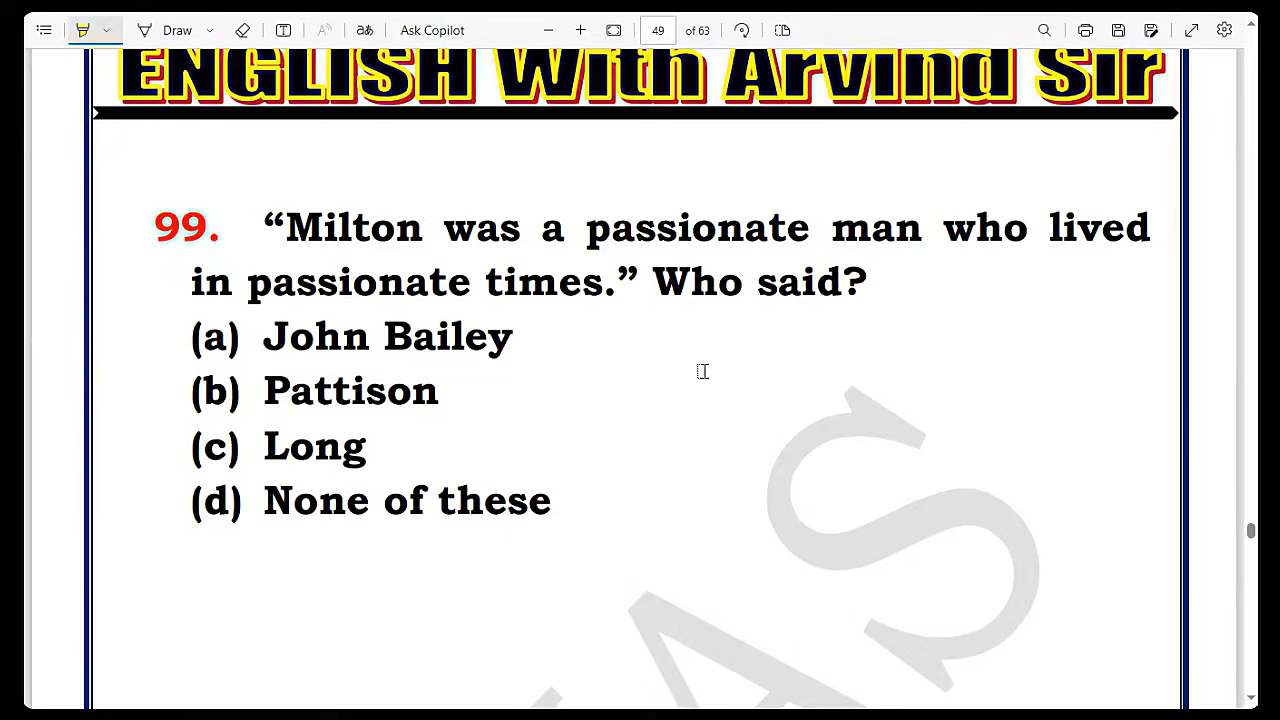 Draw
Ask Copilot
49 of 63
ENGLISH With Arvind Sir
99. “Milton was a passionate man who lived
in passionate times.” Who said?
(a) John Bailey
(b) Pattison
(c) Long
(d) None of these